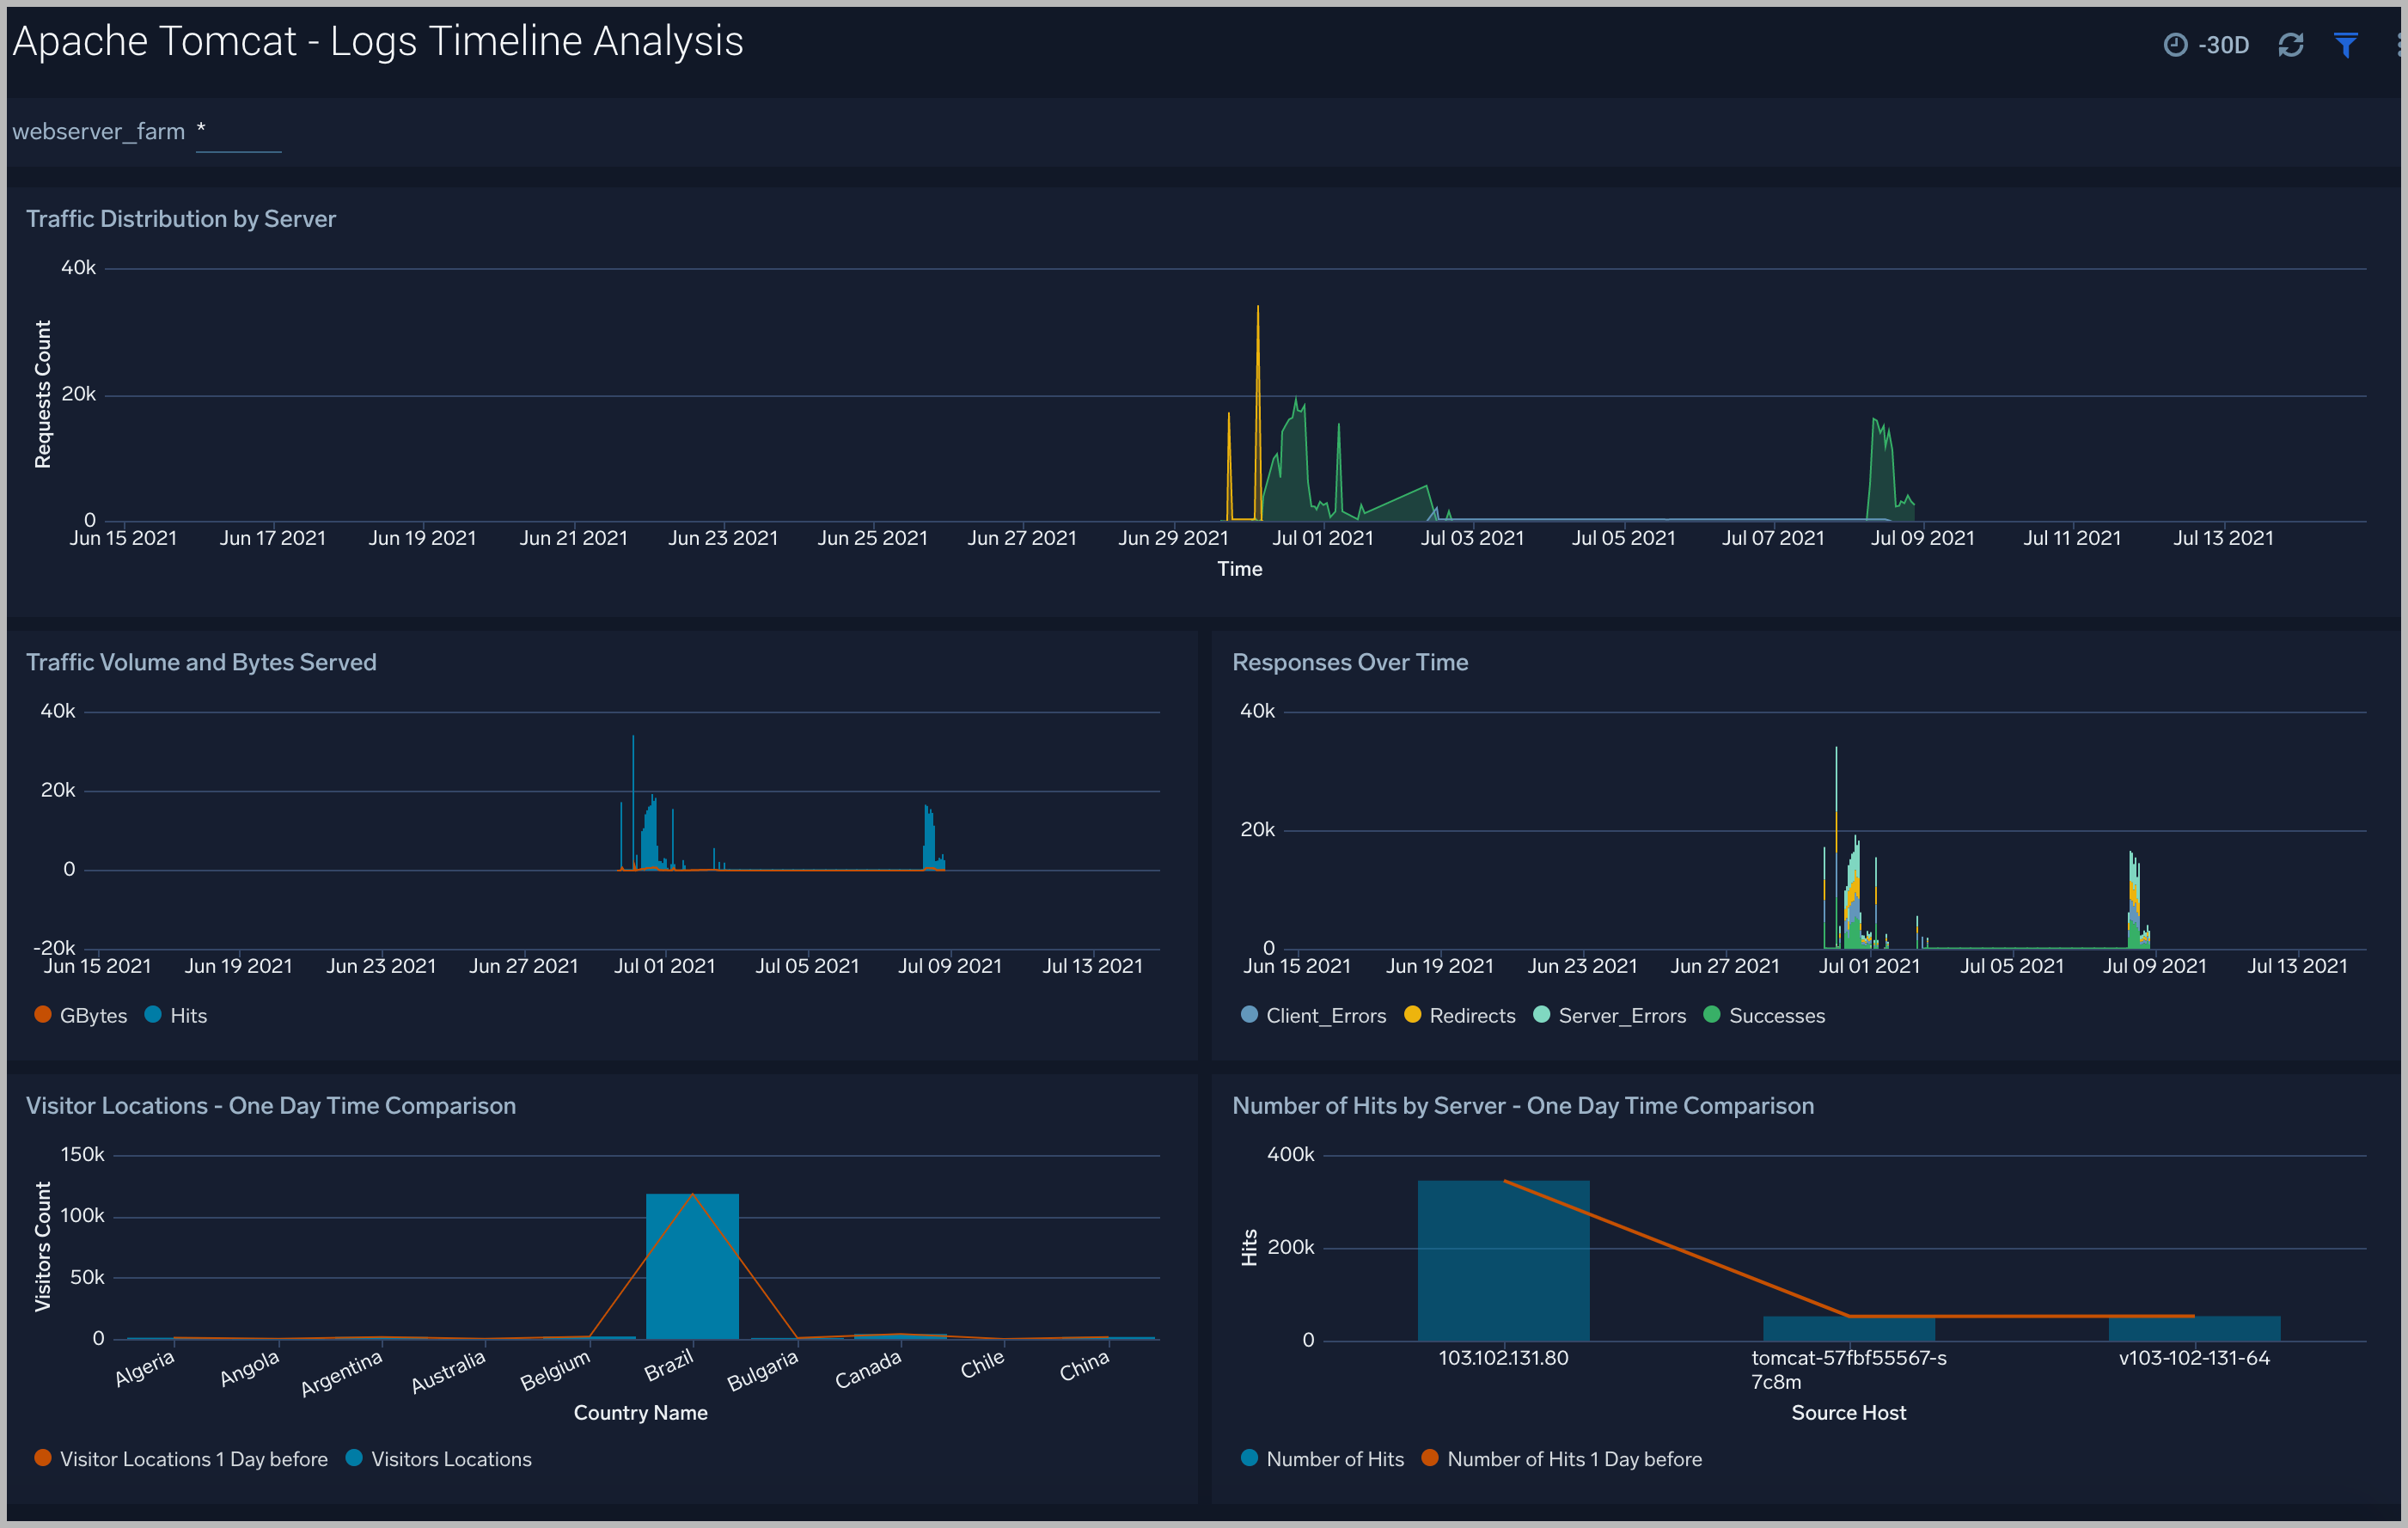 Apache Tomcat - Logs Timeline Analysis
-30D
webserver_farm *
Traffic Distribution by Server
40k
20k
0
Requests Count
Jun 15 2021 Jun 17 2021 Jun 19 2021 Jun 21 2021 Jun 23 2021 Jun 25 2021 Jun 27 2021 Jun 29 2021 Jul 01 2021 Jul 03 2021 Jul 05 2021 Jul 07 2021 Jul 09 2021 Jul 11 2021 Jul 13 2021
Time
Traffic Volume and Bytes Served
40k
20k
0
-20k
Jun 15 2021 Jun 19 2021 Jun 23 2021 Jun 27 2021 Jul 01 2021 Jul 05 2021 Jul 09 2021 Jul 13 2021
GBytes Hits
Responses Over Time
40k
20k
0
Jun 15 2021 Jun 19 2021 Jun 23 2021 Jun 27 2021 Jul 01 2021 Jul 05 2021 Jul 09 2021 Jul 13 2021
Client_Errors Redirects Server_Errors Successes
Visitor Locations - One Day Time Comparison
150k
100k
50k
0
Visitors Count
Algeria Angola Argentina Australia Belgium Brazil Bulgaria Canada Chile China
Country Name
Visitor Locations 1 Day before Visitors Locations
Number of Hits by Server - One Day Time Comparison
400k
200k
0
Hits
103.102.131.80 tomcat-57fbf55567-s v103-102-131-64
7c8m
Source Host
Number of Hits Number of Hits 1 Day before